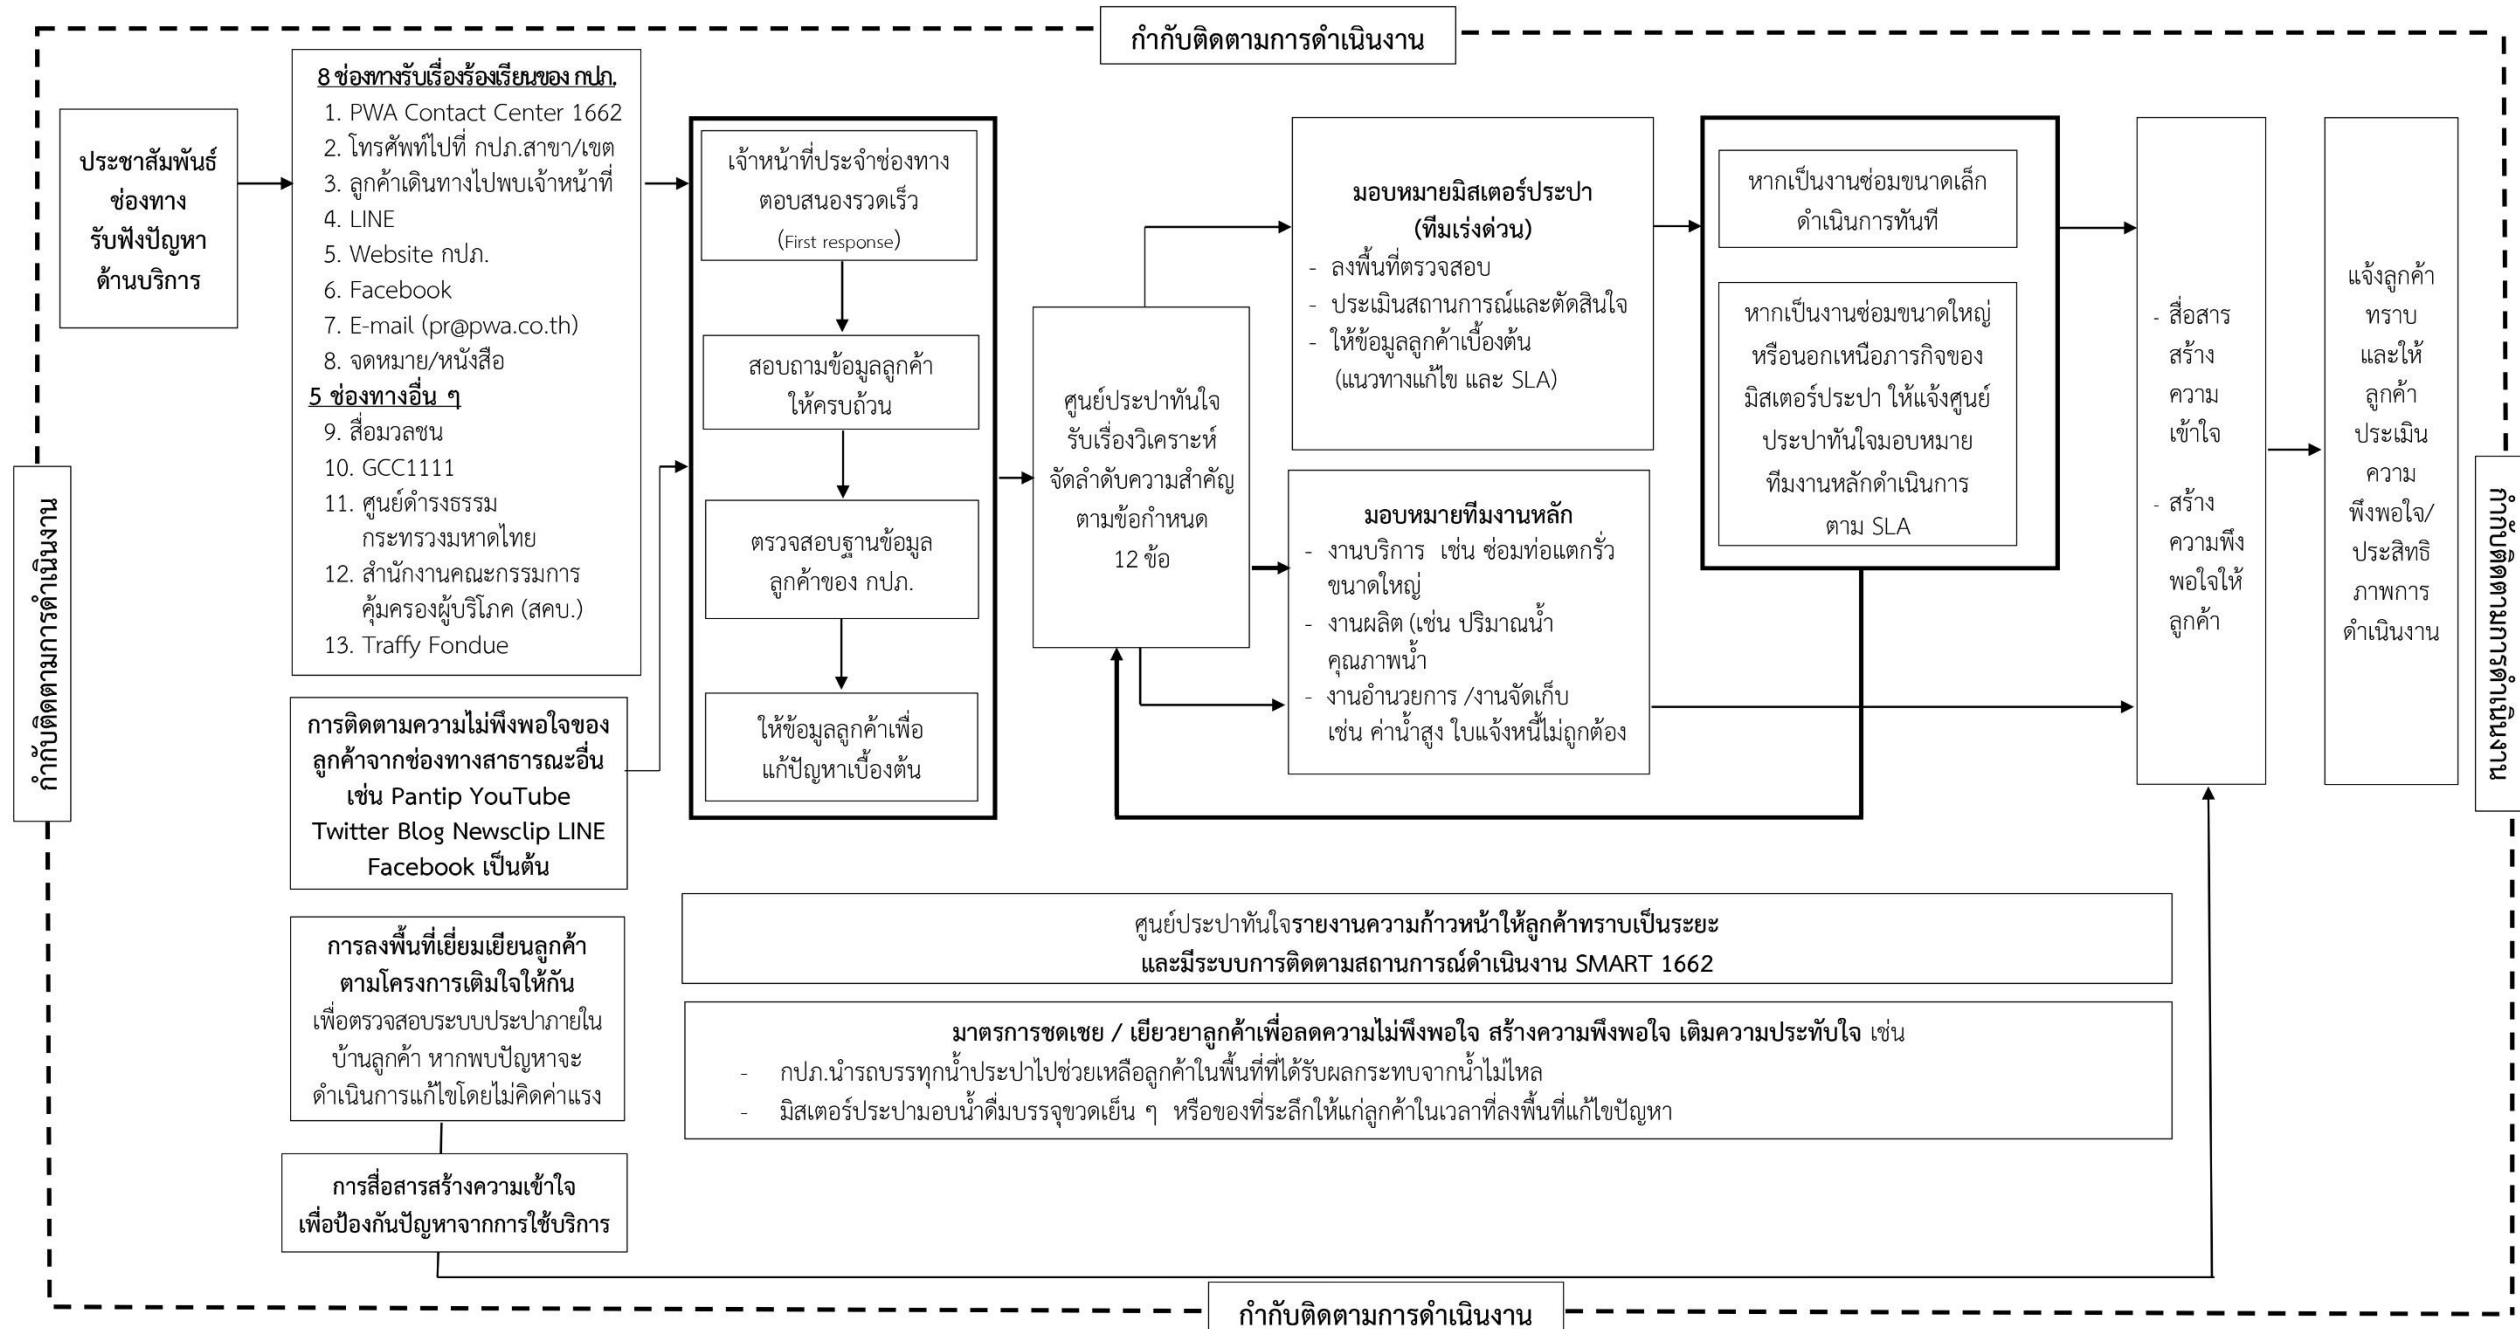 กำกับติดตามการดำเนินงาน
กำกับติดตามการดำเนินงาน
ประชาสัมพันธ์
ช่องทาง
รับฟังปัญหา
ด้านบริการ
8 ช่องทางรับเรื่องร้องเรียนของ กปภ.
1. PWA Contact Center 1662
2. โทรศัพท์ไปที่ กปภ.สาขา/เขต
3. ลูกค้าเดินทางไปพบเจ้าหน้าที่
4. LINE
5. Website กปภ.
6. Facebook
7. E-mail (pr@pwa.co.th)
8. จดหมาย/หนังสือ
5 ช่องทางอื่น ๆ
9. สื่อมวลชน
10. GCC1111
11. ศูนย์ดำรงธรรม
กระทรวงมหาดไทย
12. สำนักงานคณะกรรมการ
คุ้มครองผู้บริโภค (สคบ.)
13. Traffy Fondue
การติดตามความไม่พึงพอใจของ
ลูกค้าจากช่องทางสาธารณะอื่น
เช่น Pantip YouTube
Twitter Blog Newsclip LINE
Facebook เป็นต้น
การลงพื้นที่เยี่ยมเยียนลูกค้า
ตามโครงการเติมใจให้กัน
เพื่อตรวจสอบระบบประปาภายใน
บ้านลูกค้า หากพบปัญหาจะ
ดำเนินการแก้ไขโดยไม่คิดค่าแรง
การสื่อสารสร้างความเข้าใจ
เพื่อป้องกันปัญหาจากการใช้บริการ
เจ้าหน้าที่ประจำช่องทาง
ตอบสนองรวดเร็ว
(First response)
สอบถามข้อมูลลูกค้า
ให้ครบถ้วน
ตรวจสอบฐานข้อมูล
ลูกค้าของ กปภ.
ให้ข้อมูลลูกค้าเพื่อ
แก้ปัญหาเบื้องต้น
ศูนย์ประปาทันใจ
รับเรื่องวิเคราะห์
จัดลำดับความสำคัญ
ตามข้อกำหนด
12 ข้อ
มอบหมายมิสเตอร์ประปา
(ทีมเร่งด่วน)
- ลงพื้นที่ตรวจสอบ
- ประเมินสถานการณ์และตัดสินใจ
- ให้ข้อมูลลูกค้าเบื้องต้น
(แนวทางแก้ไข และ SLA)
มอบหมายทีมงานหลัก
- งานบริการ เช่น ซ่อมท่อแตกรั่ว
ขนาดใหญ่
- งานผลิต (เช่น ปริมาณน้ำ
คุณภาพน้ำ
- งานอำนวยการ /งานจัดเก็บ
เช่น ค่าน้ำสูง ใบแจ้งหนี้ไม่ถูกต้อง
หากเป็นงานซ่อมขนาดเล็ก
ดำเนินการทันที
หากเป็นงานซ่อมขนาดใหญ่
หรือนอกเหนือภารกิจของ
มิสเตอร์ประปา ให้แจ้งศูนย์
ประปาทันใจมอบหมาย
ทีมงานหลักดำเนินการ
ตาม SLA
- สื่อสาร
สร้าง
ความ
เข้าใจ
- สร้าง
ความพึง
พอใจให้
ลูกค้า
แจ้งลูกค้า
ทราบ
และให้
ลูกค้า
ประเมิน
ความ
พึงพอใจ/
ประสิทธิ
ภาพการ
ดำเนินงาน
กำกับติดตามการดำเนินงาน
ศูนย์ประปาทันใจรายงานความก้าวหน้าให้ลูกค้าทราบเป็นระยะ
และมีระบบการติดตามสถานการณ์ดำเนินงาน SMART 1662
มาตรการชดเชย / เยียวยาลูกค้าเพื่อลดความไม่พึงพอใจ สร้างความพึงพอใจ เติมความประทับใจ เช่น
- กปภ.นำรถบรรทุกน้ำประปาไปช่วยเหลือลูกค้าในพื้นที่ที่ได้รับผลกระทบจากน้ำไม่ไหล
- มิสเตอร์ประปามอบน้ำดื่มบรรจุขวดเย็น ๆ หรือของที่ระลึกให้แก่ลูกค้าในเวลาที่ลงพื้นที่แก้ไขปัญหา
กำกับติดตามการดำเนินงาน